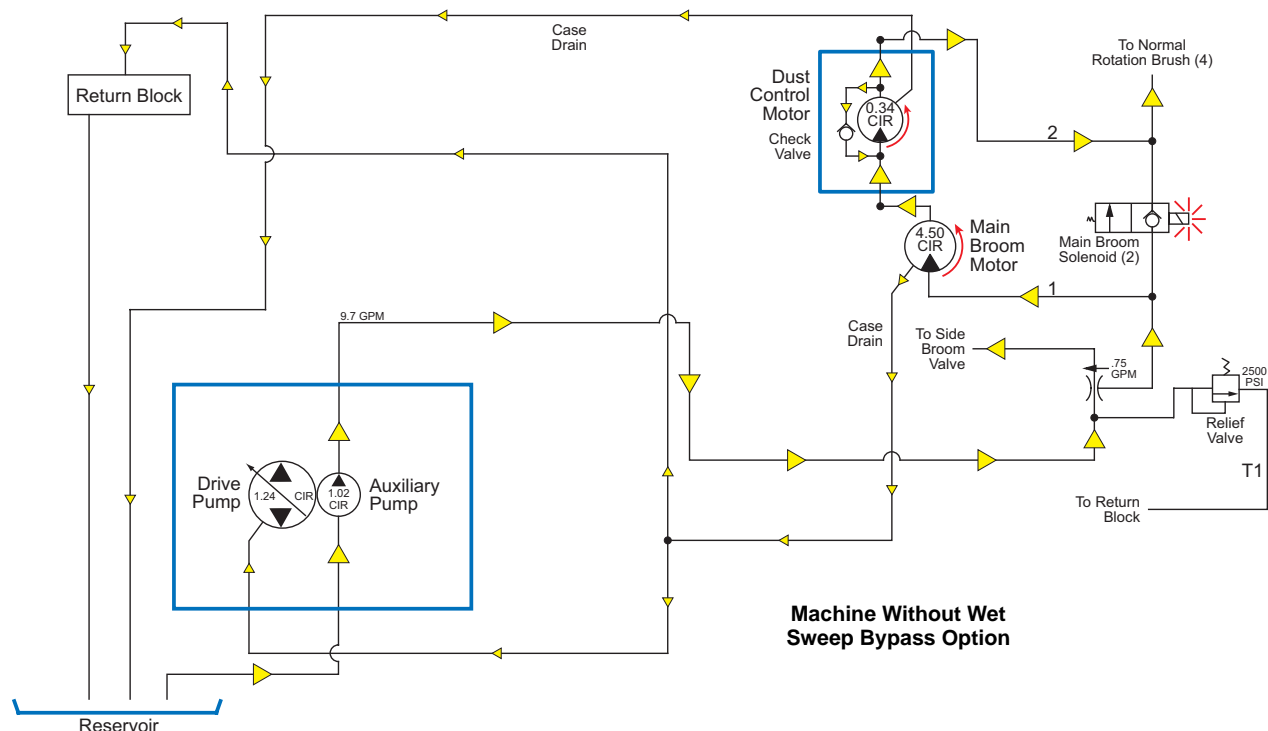 Case
Drain
Return Block
Dust
Control
Motor
Check
Valve
0.34
CIR
To Normal
Rotation Brush (4)
2
Main Broom
Solenoid (2)
4.50
CIR
Main
Broom
Motor
1
9.7 GPM
Case
Drain
To Side
Broom
Valve
.75
GPM
2500
PSI
Relief
Valve
T1
To Return
Block
Drive
Pump
1.24
CIR
1.02
CIR
Auxiliary
Pump
Machine Without Wet
Sweep Bypass Option
Reservoir